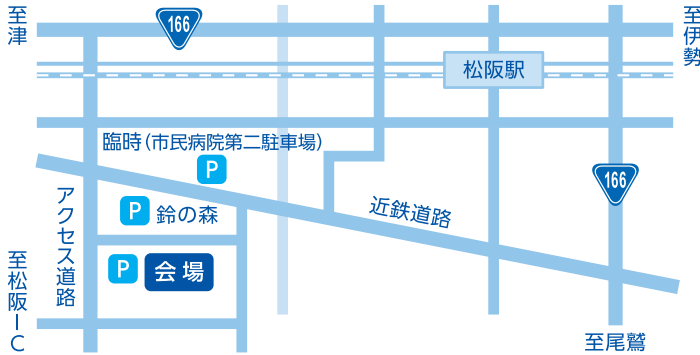 至津
166
至伊勢
松阪駅
臨時(市民病院第二駐車場)
P
166
アクセス道路
P 鈴の森
近鉄道路
至松阪IC
P 会場
至尾鷲